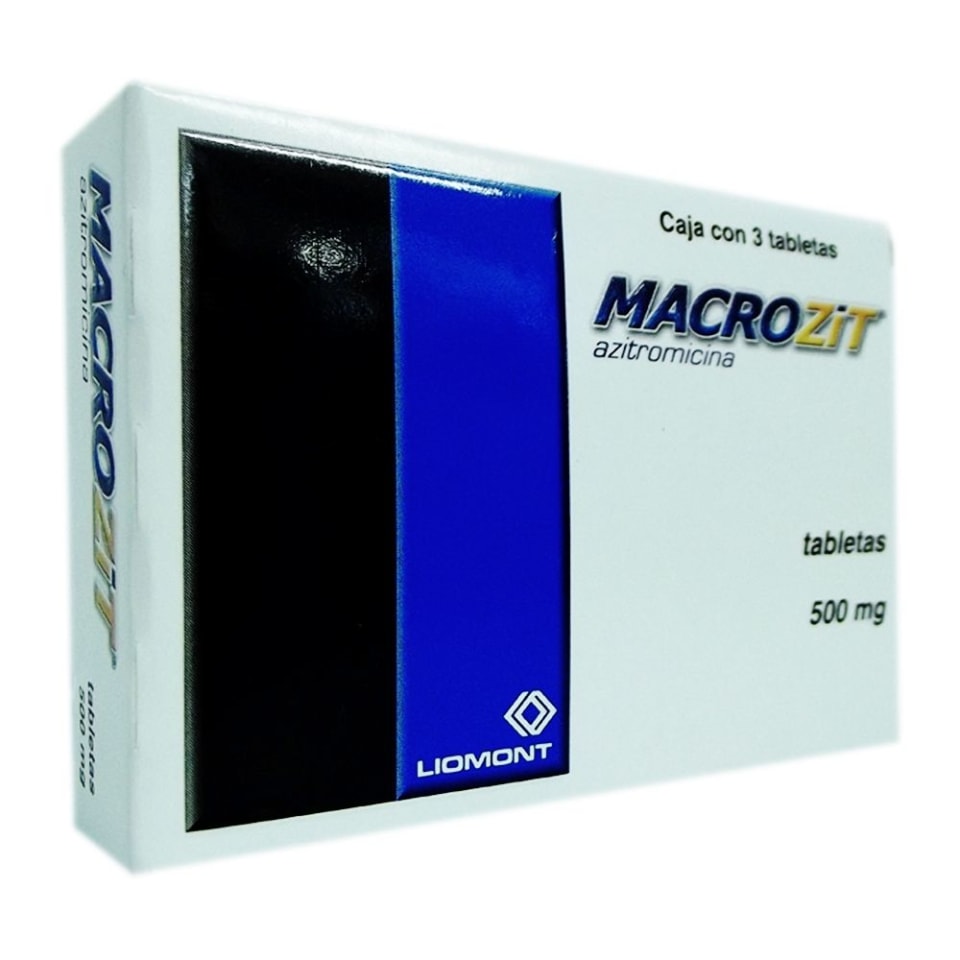 Caja con 3 tabletas
MACROZiT®
azitromicina
tabletas
500 mg
LIOMONT
MACROZiT®
azitromicina
tabletas
500 mg